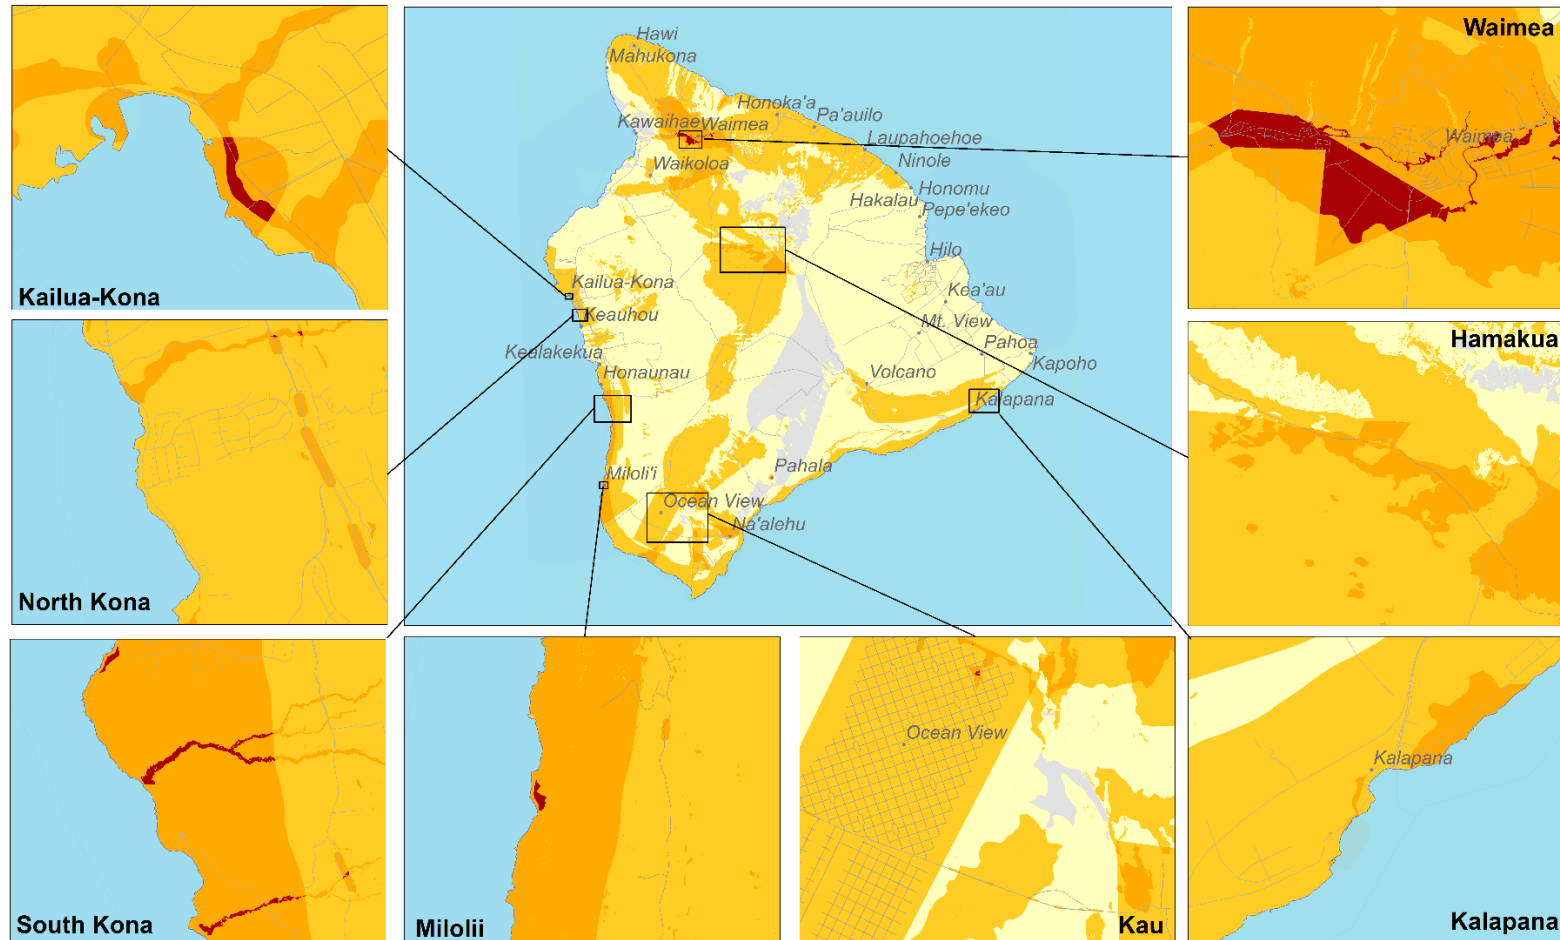 Kailua-Kona
North Kona
South Kona
Hawi
Mahukona
Honoka'a
Pa'auilo
Kawaihae
Waimea
Laupahoehoe
Ninole
Waikoloa
Honomu
Hakalau
Pepe'ekeo
Hilo
Kailua-Kona
Kea'au
Keauhou
Mt. View
Pahoa
Kealakekua
Kapoho
Honaunau
Volcano
Kalapana
Miloli'i
Pahala
Ocean View
Na'alehu
Waimea
Waimea
Hamakua
Milolii
Ocean View
Kau
Kalapana
Kalapana